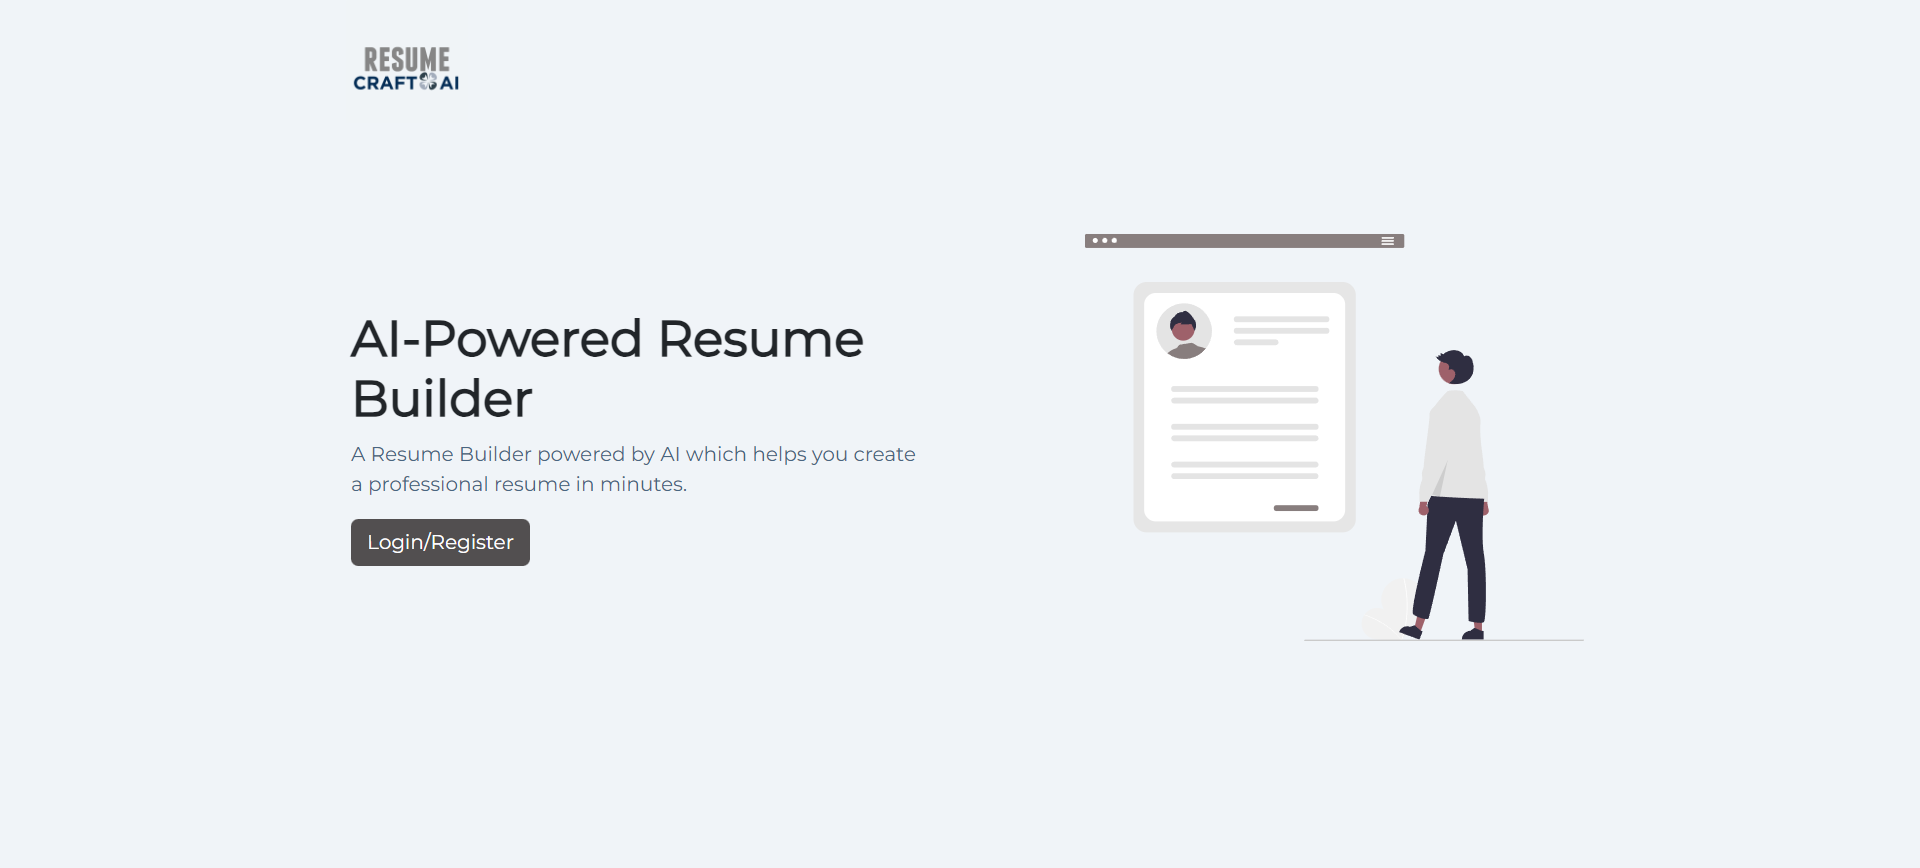 RESUME
CRAFT AI
AI-Powered Resume
Builder
A Resume Builder powered by AI which helps you create
a professional resume in minutes.
Login/Register